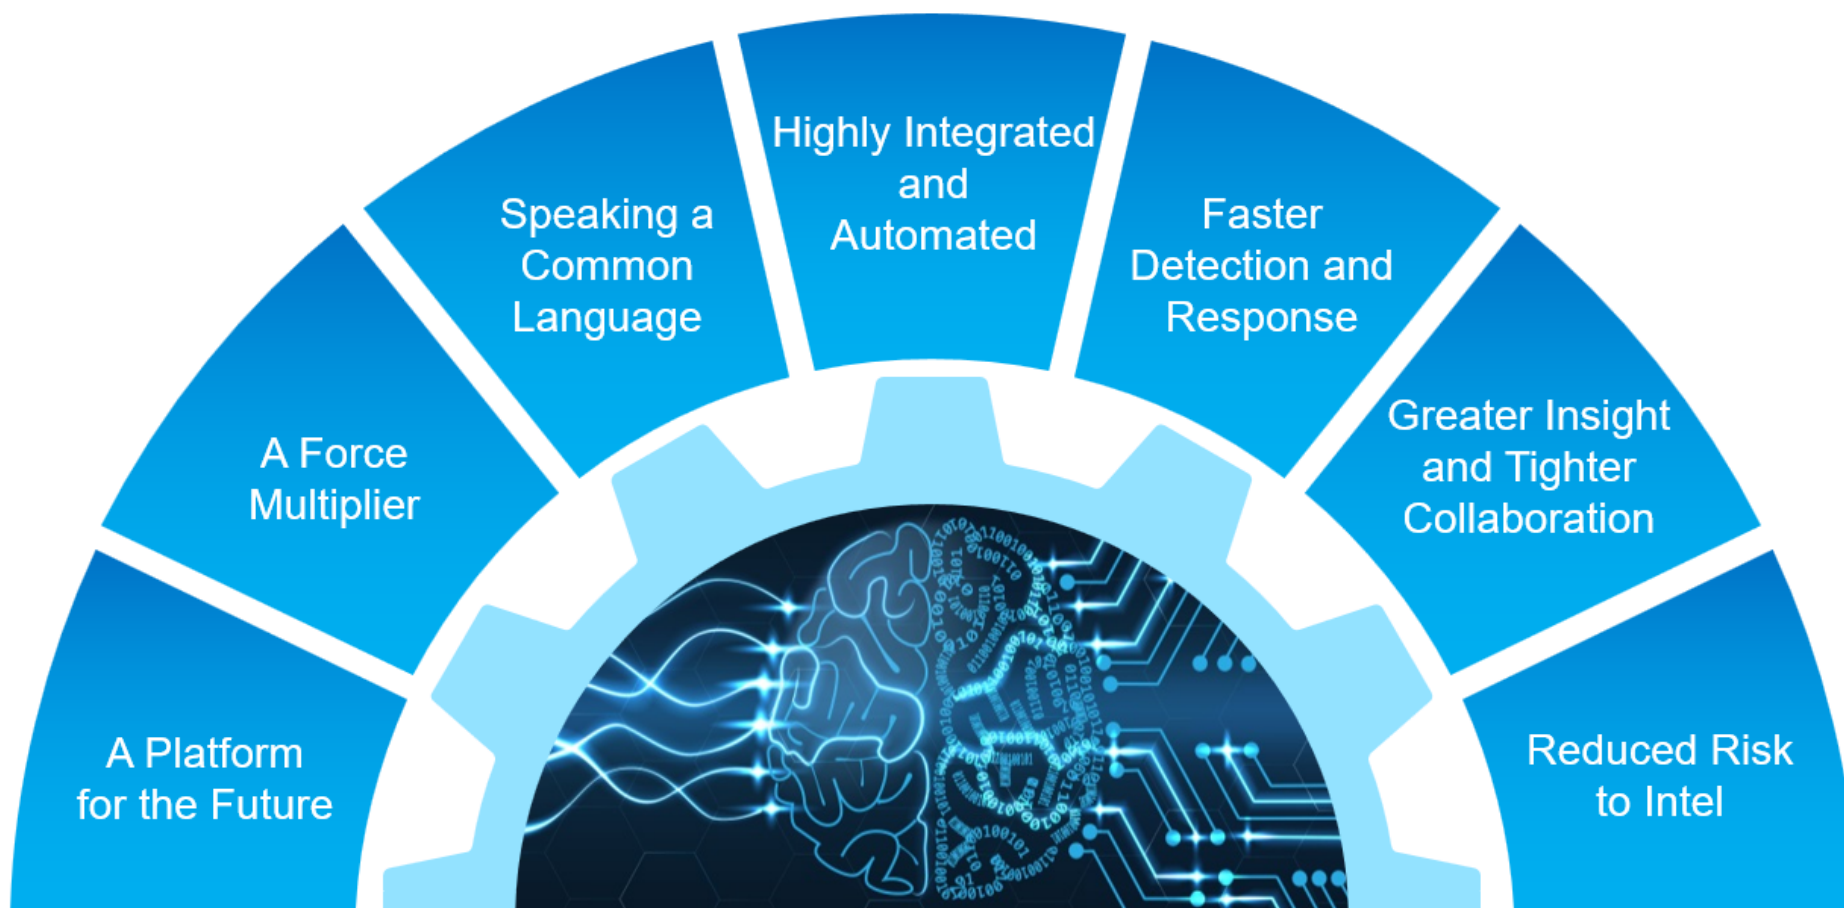 A Platform
for the Future
A Force
Multiplier
Speaking a
Common
Language
Highly Integrated
and
Automated
Faster
Detection and
Response
Greater Insight
and Tighter
Collaboration
Reduced Risk
to Intel